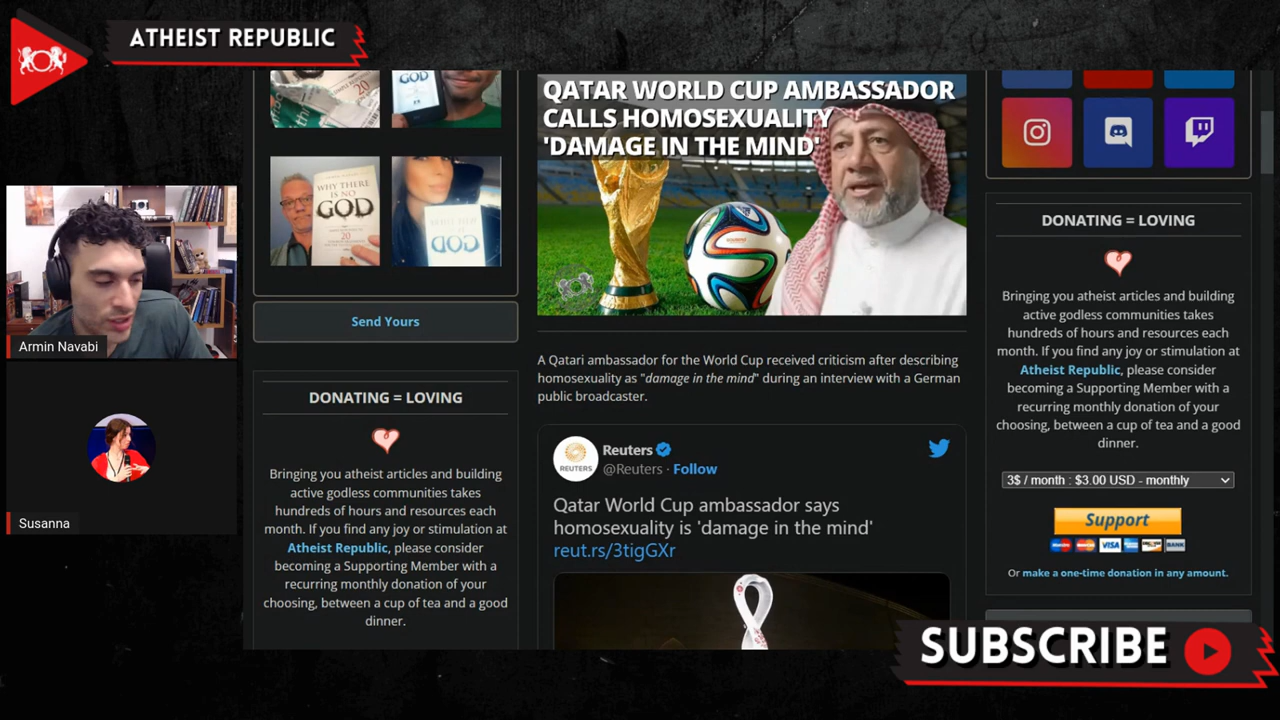 ATHEIST REPUBLIC
Armin Navabi
Susanna
20
GOD
WHY THERE
IS NO
GOD
20
GOD
Send Yours
DONATING = LOVING
Bringing you atheist articles and building
active godless communities takes
hundreds of hours and resources each
month. If you find any joy or stimulation at
Atheist Republic, please consider
becoming a Supporting Member with a
recurring monthly donation of your
choosing, between a cup of tea and a good
dinner.
QATAR WORLD CUP AMBASSADOR
CALLS HOMOSEXUALITY
'DAMAGE IN THE MIND'
A Qatari ambassador for the World Cup received criticism after describing
homosexuality as "damage in the mind" during an interview with a German
public broadcaster.
REUTERS
Reuters
@Reuters · Follow
Qatar World Cup ambassador says
homosexuality is 'damage in the mind'
reut.rs/3tigGXr
DONATING = LOVING
Bringing you atheist articles and building
active godless communities takes
hundreds of hours and resources each
month. If you find any joy or stimulation at
Atheist Republic, please consider
becoming a Supporting Member with a
recurring monthly donation of your
choosing, between a cup of tea and a good
dinner.
3$ / month : $3.00 USD - monthly
Support
VISA
BANK
Or make a one-time donation in any amount.
SUBSCRIBE